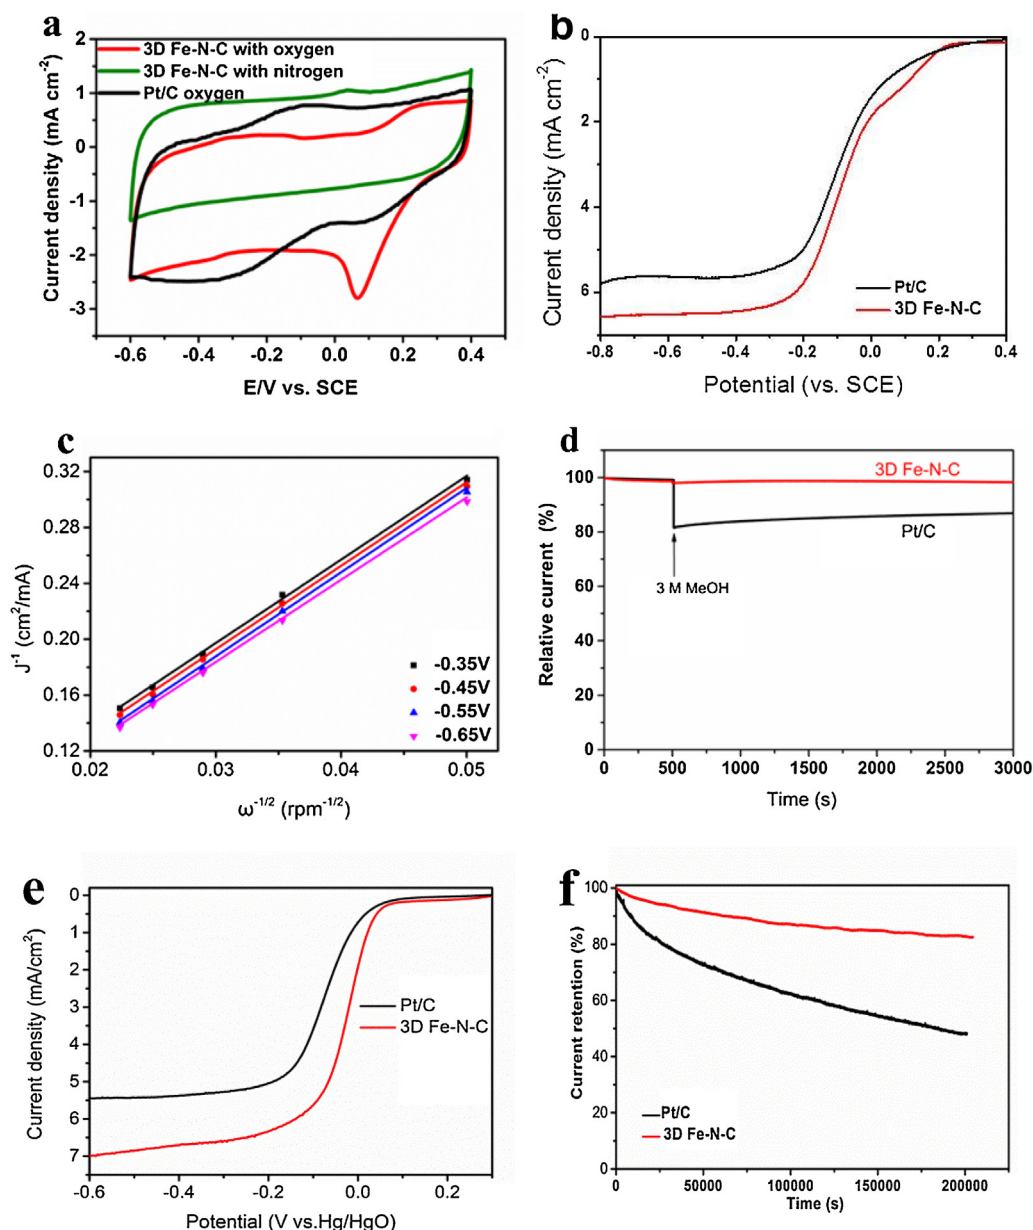 a
3D Fe-N-C with oxygen
3D Fe-N-C with nitrogen
Pt/C oxygen
Current density (mA cm⁻²)
2
1
0
-1
-2
-3
-0.6
-0.4
-0.2
0.0
0.2
0.4
E/V vs. SCE
b
Current density (mA cm⁻²)
0
2
4
6
-0.8
-0.6
-0.4
-0.2
0.0
0.2
0.4
Pt/C
3D Fe-N-C
Potential (vs. SCE)
c
J⁻¹ (cm²/mA)
0.32
0.28
0.24
0.20
0.16
0.12
-0.35V
-0.45V
-0.55V
-0.65V
0.02
0.03
0.04
0.05
ω⁻¹/² (rpm⁻¹/²)
d
Relative current (%)
100
80
60
40
20
0
3D Fe-N-C
Pt/C
3 M MeOH
0
500
1000
1500
2000
2500
3000
Time (s)
e
Current density (mA/cm²)
0
1
2
3
4
5
6
7
Pt/C
3D Fe-N-C
-0.6
-0.4
-0.2
0.0
0.2
Potential (V vs.Hg/HgO)
f
Current retention (%)
100
80
60
40
20
0
Pt/C
3D Fe-N-C
0
50000
100000
150000
200000
Time (s)